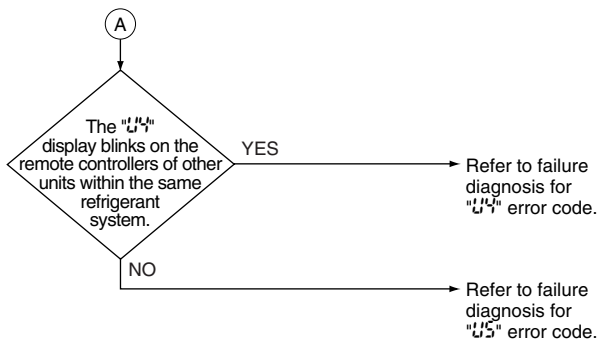 A
The "U4"
display blinks on the
remote controllers of other
units within the same
refrigerant
system.
YES
Refer to failure
diagnosis for
"U4" error code.
NO
Refer to failure
diagnosis for
"U5" error code.